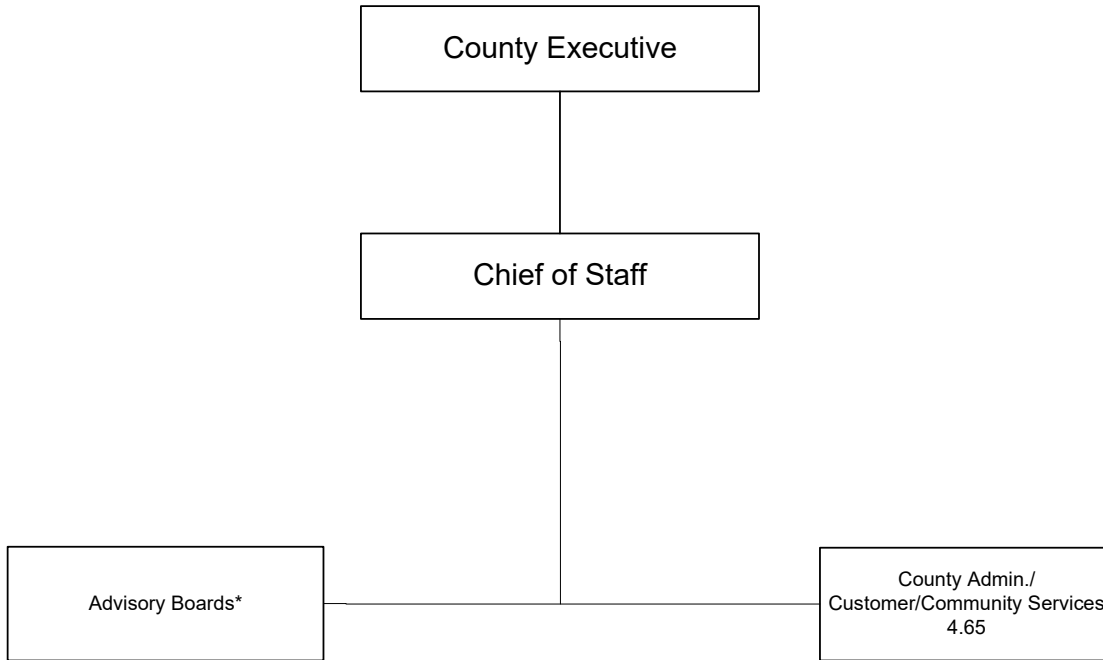 County Executive
Chief of Staff
Advisory Boards*
County Admin./
Customer/Community Services
4.65